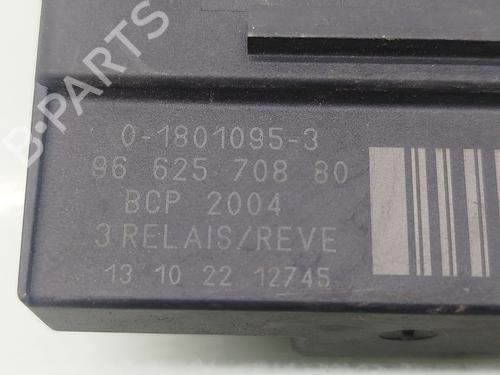 0-1801095-3
96 625 708 80
BCP 2004
3 RELAIS/REVE
13 10 22 12745
B-PARTS